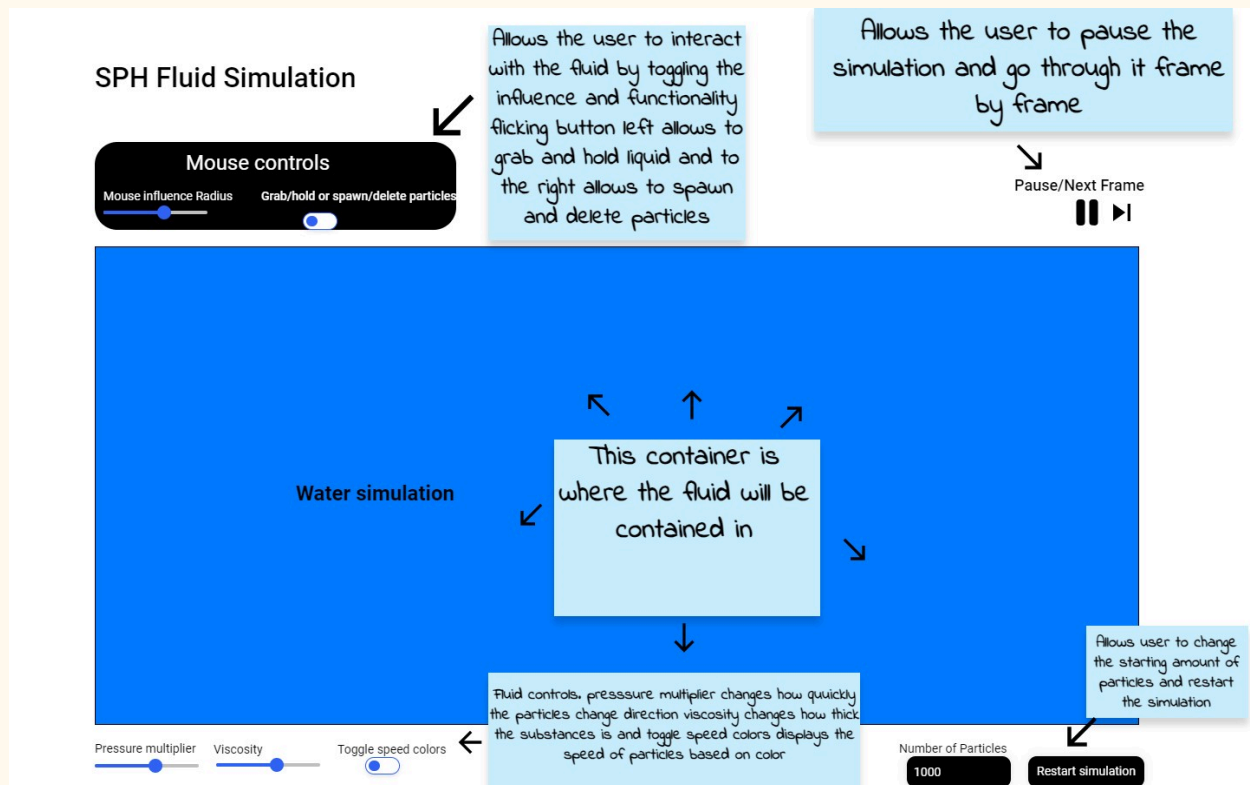 SPH Fluid Simulation
Allows the user to interact
with the fluid by toggling the
influence and functionality
flicking button left allows to
grab and hold liquid and to
the right allows to spawn
and delete particles
Allows the user to pause the
simulation and go through it frame
by frame
Mouse controls
Mouse influence Radius
Grab/hold or spawn/delete particles
Pause/Next Frame
Water simulation
This container is
where the fluid will be
contained in
Allows user to change
the starting amount of
particles and restart
the simulation
Fluid controls. presssure multiplier changes how quuickly
the particles change direction viscosity changes how thick
the substances is and toggle speed colors displays the
speed of particles based on color
Pressure multiplier
Viscosity
Toggle speed colors
Number of Particles
1000
Restart simulation